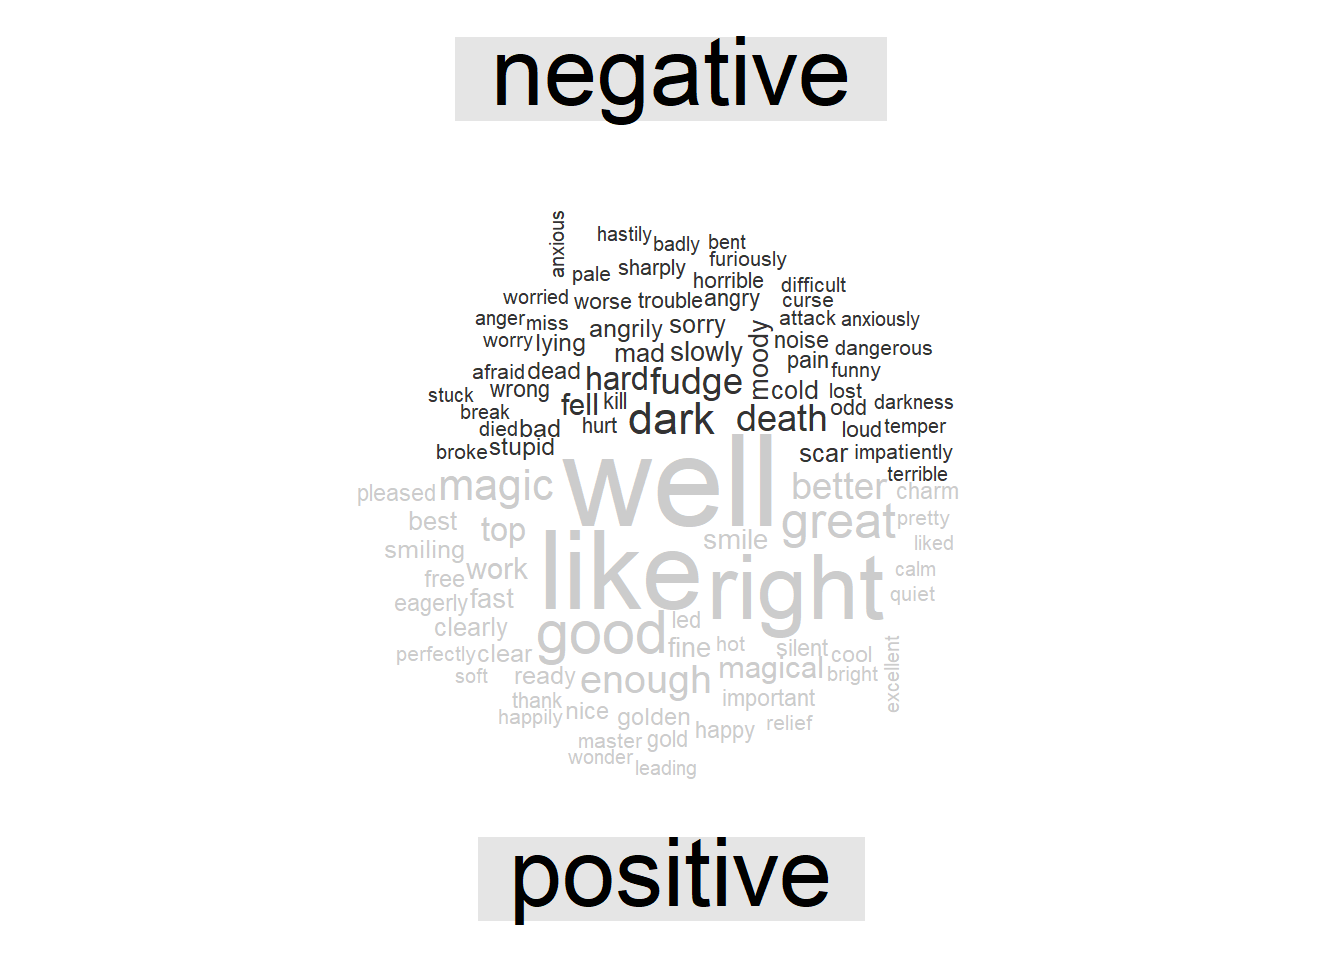 negative
anxious
hastily badly bent
furiously
pale sharply horrible difficult
worried worse trouble angry curse
anger miss angrily sorry attack anxiously
worry lying mad slowly moody noise dangerous
afraid dead hard fudge pain funny
stuck wrong fell kill cold lost darkness
break dark death odd
died bad hurt loud temper
broke stupid scar impatiently
terrible
pleased magic well better charm
best top great pretty
smiling smile liked
free work like right calm
eagerly fast quiet
clearly good led
perfectly clear fine hot silent cool excellent
soft ready enough magical bright
thank important
happily nice golden relief
master gold happy
wonder leading
positive